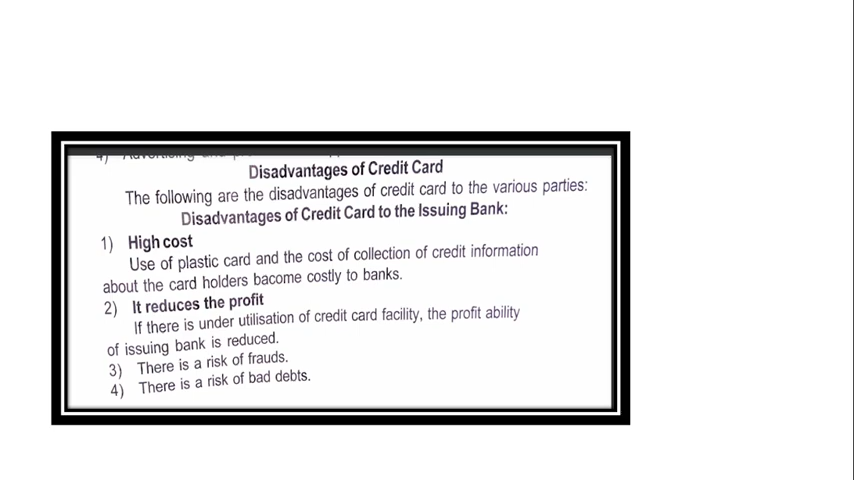 4)
Disadvantages of Credit Card
The following are the disadvantages of credit card to the various parties:
Disadvantages of Credit Card to the Issuing Bank:
1) High cost
Use of plastic card and the cost of collection of credit information
about the card holders bacome costly to banks.
2) It reduces the profit
If there is under utilisation of credit card facility, the profit ability
of issuing bank is reduced.
3) There is a risk of frauds.
4) There is a risk of bad debts.